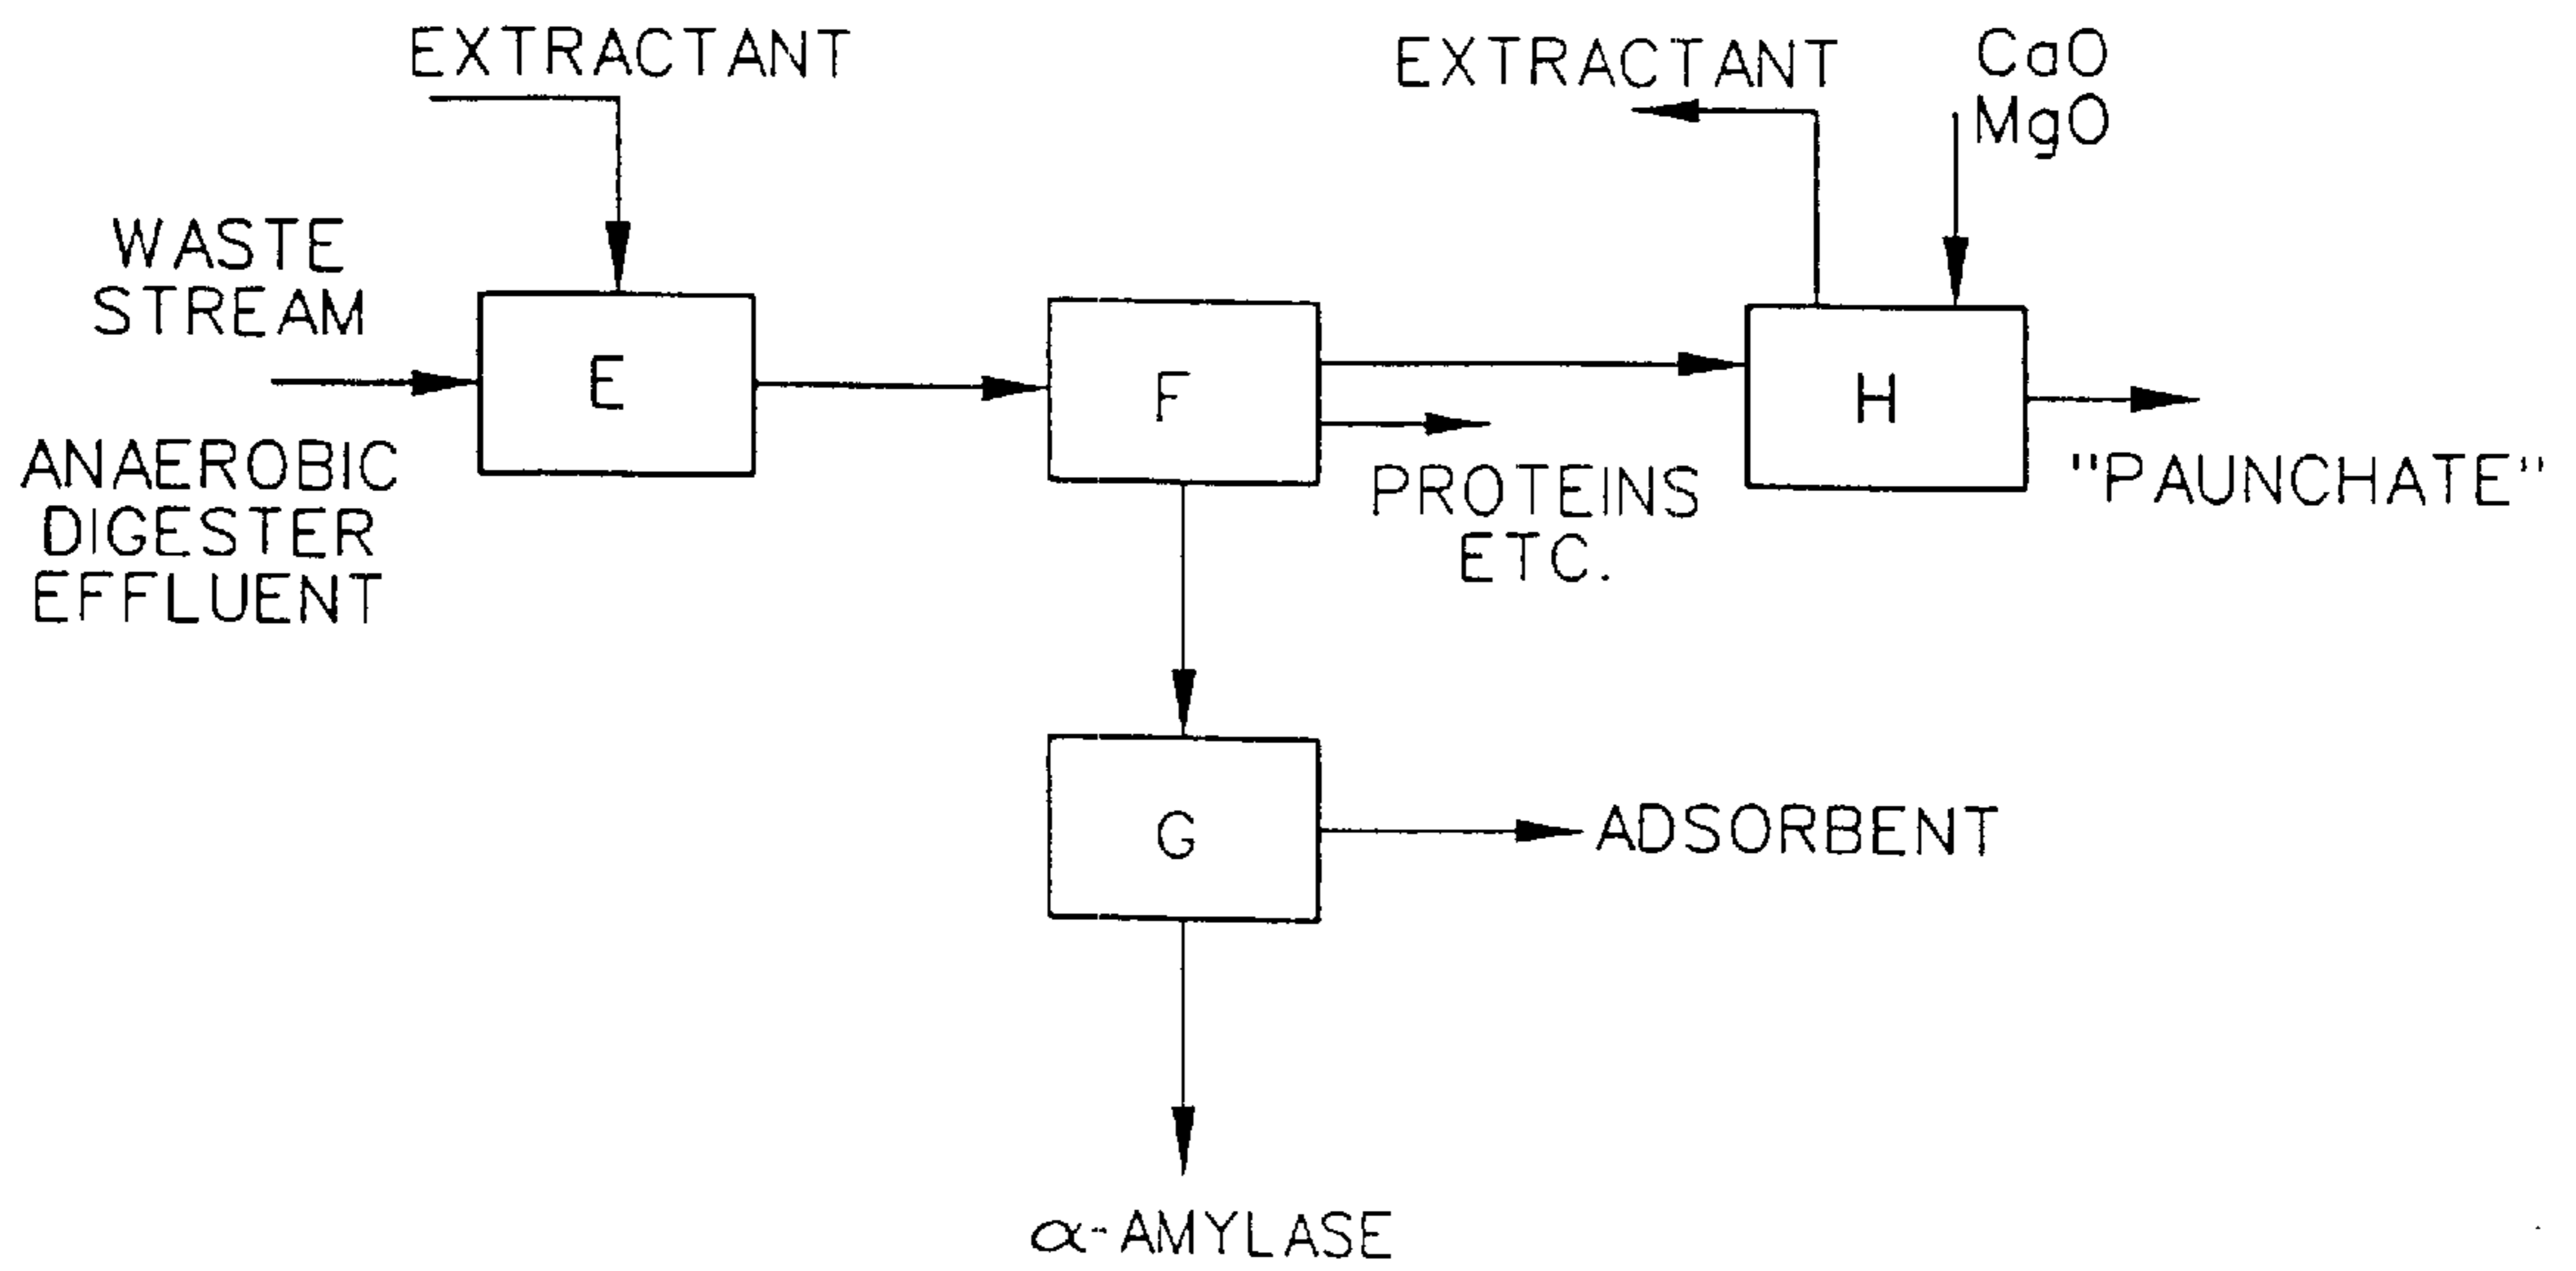 EXTRACTANT
EXTRACTANT
CaO
MgO
WASTE
STREAM
E
F
H
ANAEROBIC
DIGESTER
EFFLUENT
PROTEINS
ETC.
"PAUNCHATE"
G
ADSORBENT
α-AMYLASE